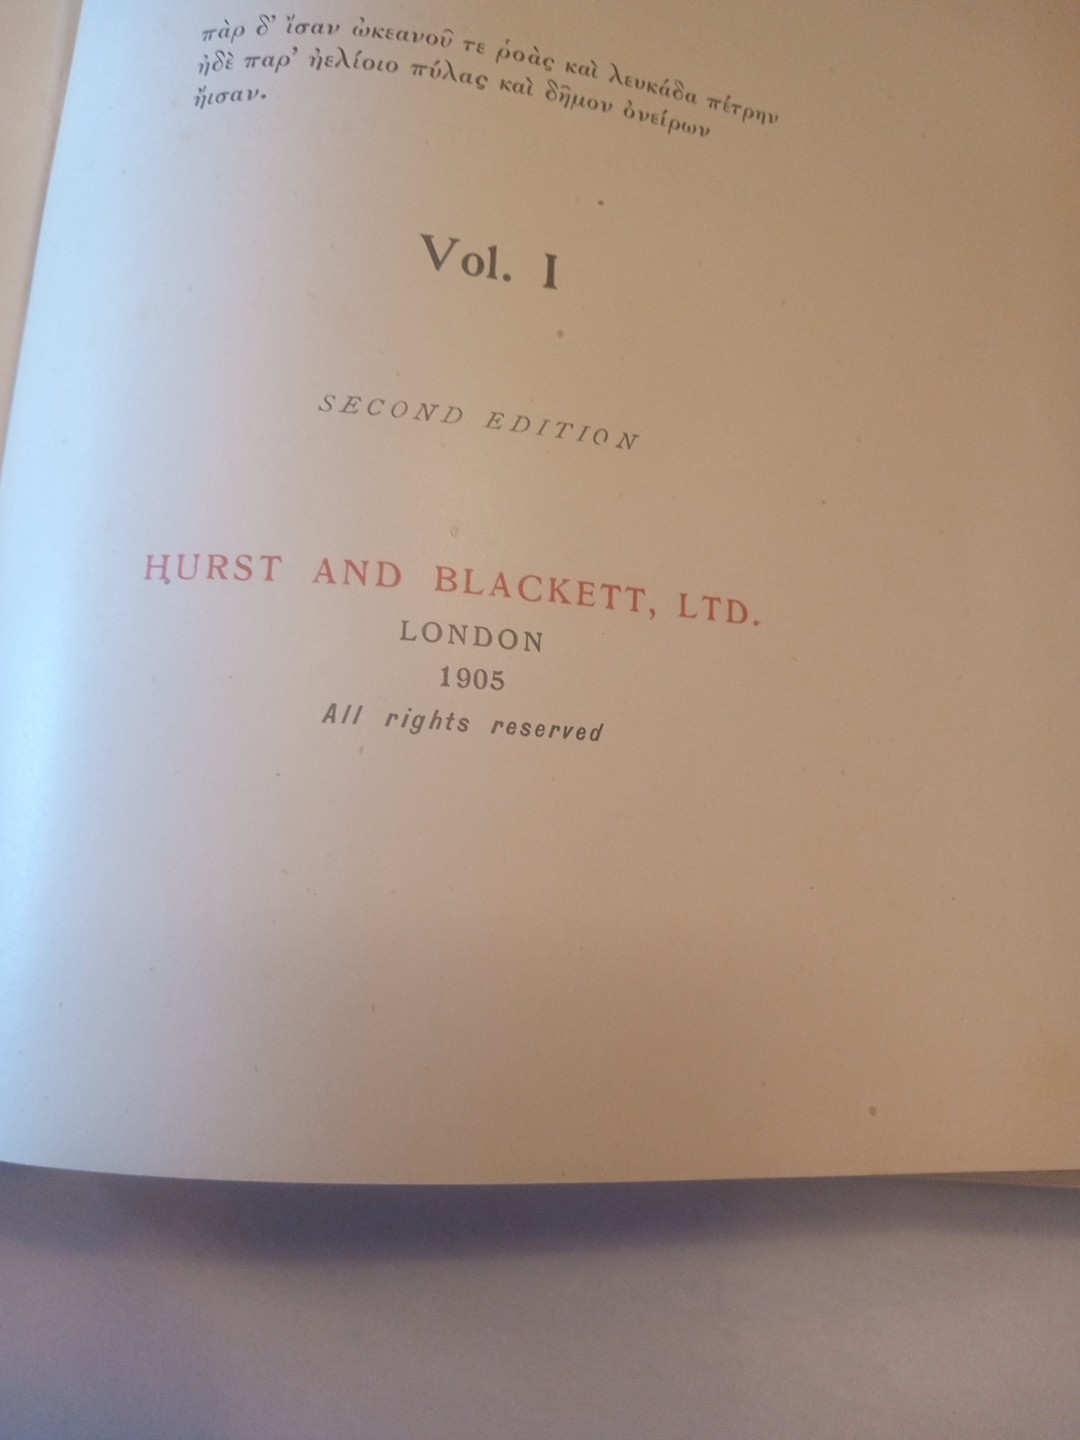 πὰρ δ' ἴσαν ὠκεανοῦ τε ῥοὰς καὶ λευκάδα πέτρην
ἠδὲ παρ' ἠελίοιο πύλας καὶ δῆμον ὀνείρων
ἤισαν.
Vol. I
SECOND EDITION
HURST AND BLACKETT, LTD.
LONDON
1905
All rights reserved